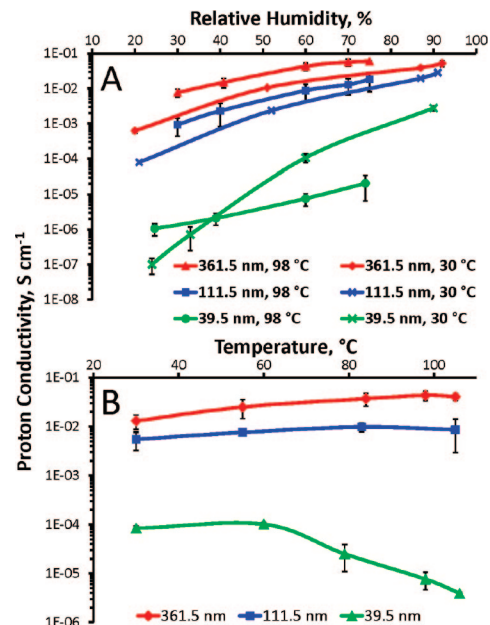 Relative Humidity, %
10 20 30 40 50 60 70 80 90 100
1E-01
1E-02
1E-03
1E-04
1E-05
1E-06
1E-07
1E-08
A
361.5 nm, 98 °C 361.5 nm, 30 °C
111.5 nm, 98 °C 111.5 nm, 30 °C
39.5 nm, 98 °C 39.5 nm, 30 °C
Proton Conductivity, S cm-1
Temperature, °C
20 40 60 80 100
1E-01
1E-02
1E-03
1E-04
1E-05
1E-06
B
361.5 nm 111.5 nm 39.5 nm